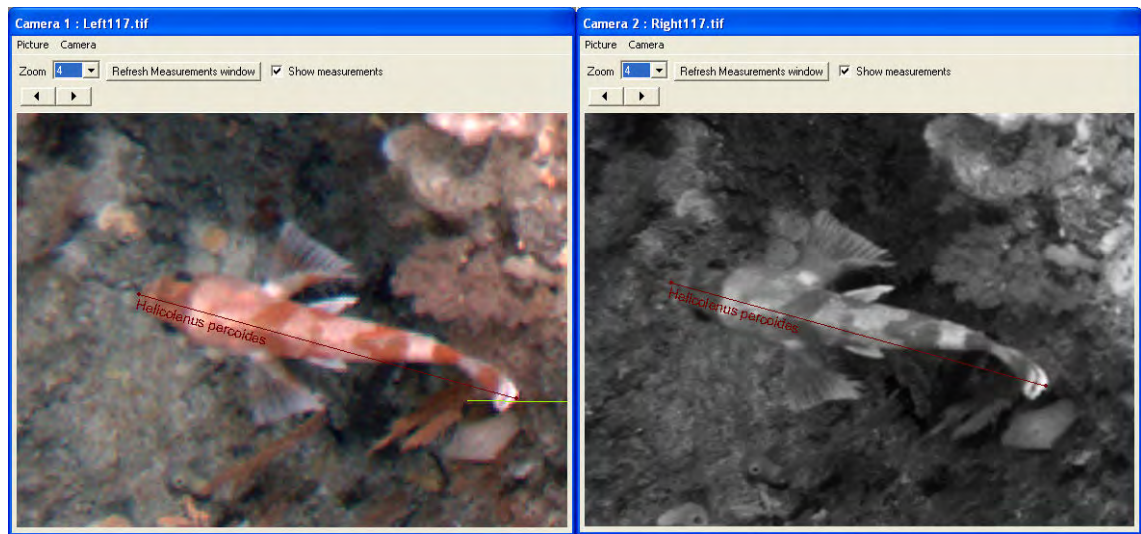 Camera 1 : Left117.tif
Picture Camera
Zoom 4 Refresh Measurements window Show measurements
Helicolenus percoides
Camera 2 : Right117.tif
Picture Camera
Zoom 4 Refresh Measurements window Show measurements
Helicolenus percoides